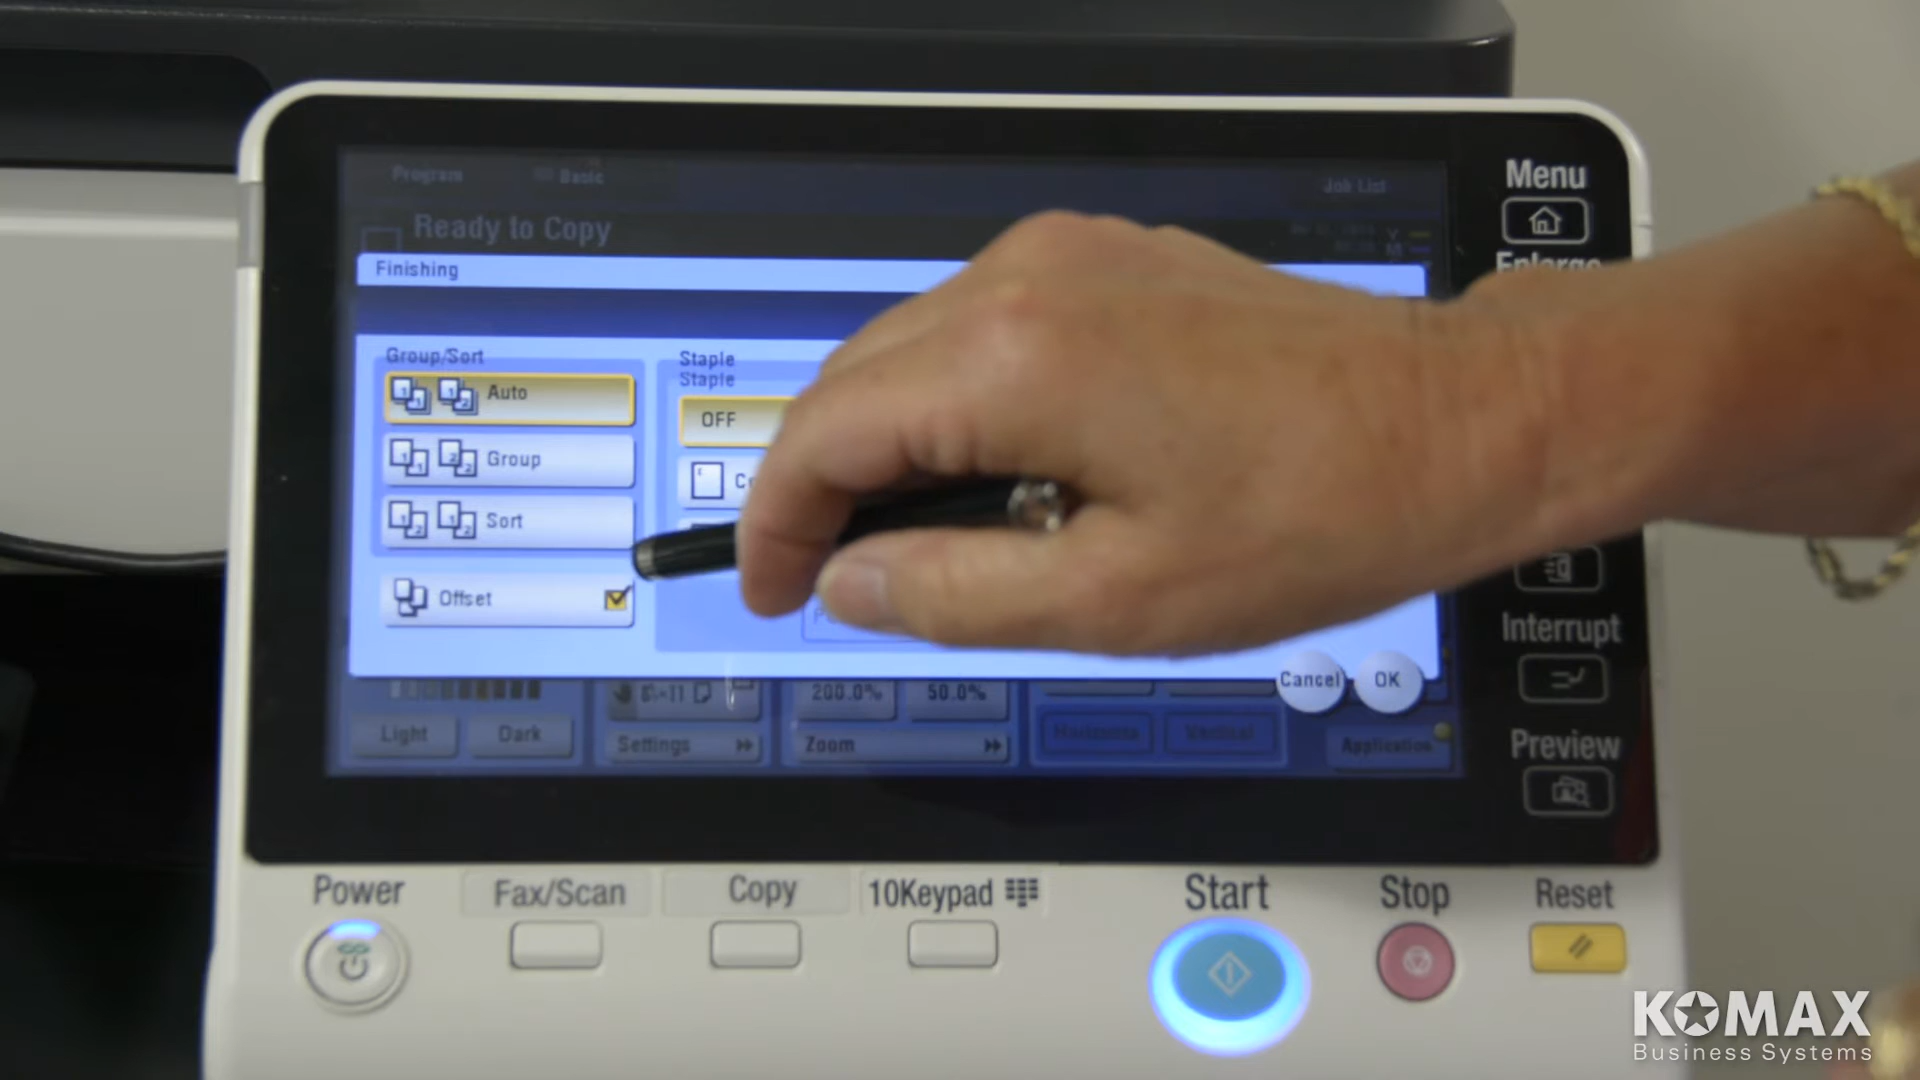 Program
Basic
Job List
Ready to Copy
Menu
Finishing
Group/Sort
Staple
Staple
Auto
OFF
Group
Sort
Offset
Cancel
OK
200.0%
50.0%
Light
Dark
Settings
Zoom
Horizontal
Vertical
Application
Interrupt
Preview
Power
Fax/Scan
Copy
10Keypad
Start
Stop
Reset
KOMAX
Business Systems